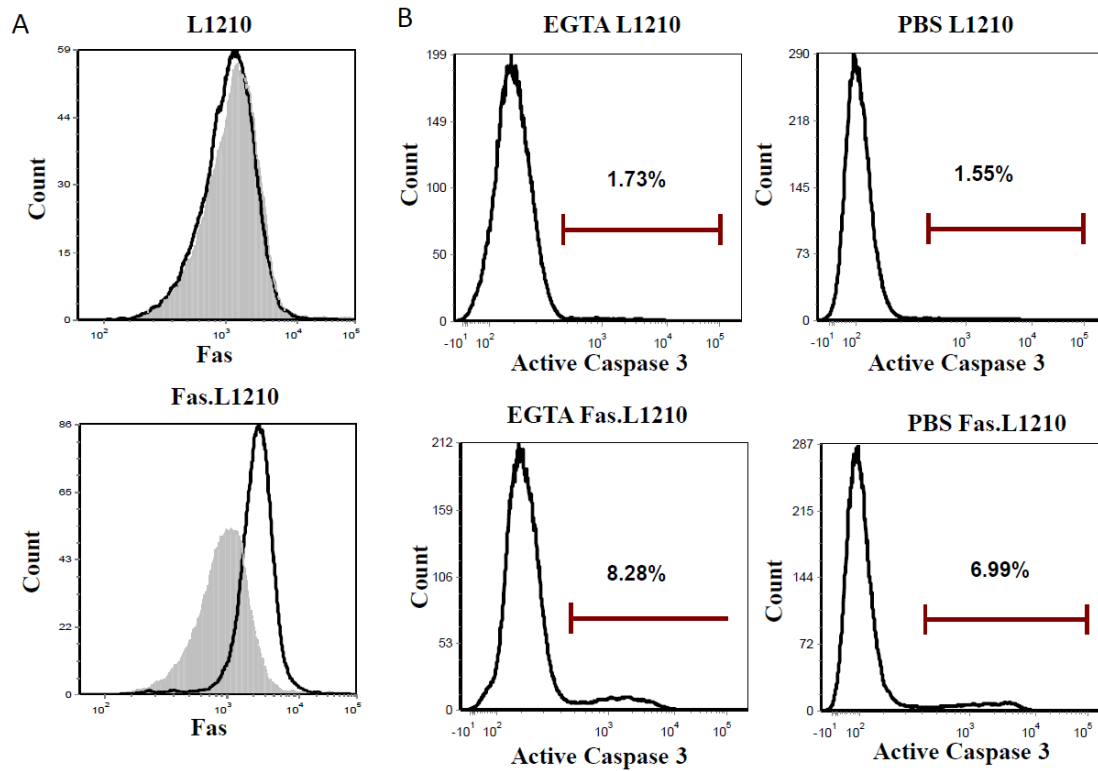 A
L1210
59
44
30
15
0
Count
10²
10³
10⁴
10⁵
Fas
Fas.L1210
86
65
43
22
0
Count
10²
10³
10⁴
10⁵
Fas
B
EGTA L1210
199
149
100
50
0
Count
1.73%
-10¹ 10²
10³
10⁴
10⁵
Active Caspase 3
PBS L1210
290
218
145
73
0
Count
1.55%
-10¹ 10²
10³
10⁴
10⁵
Active Caspase 3
EGTA Fas.L1210
212
159
106
53
0
Count
8.28%
-10¹ 10²
10³
10⁴
10⁵
Active Caspase 3
PBS Fas.L1210
287
215
144
72
0
Count
6.99%
-10¹ 10²
10³
10⁴
10⁵
Active Caspase 3